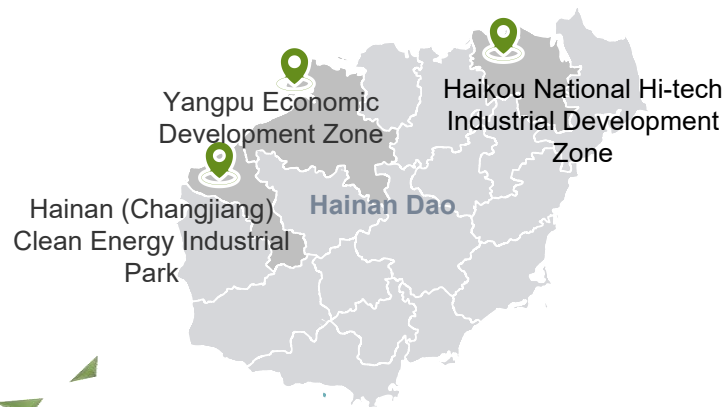 Haikou National Hi-tech
Industrial Development
Zone
Yangpu Economic
Development Zone
Hainan (Changjiang)
Clean Energy Industrial
Park
Hainan Dao